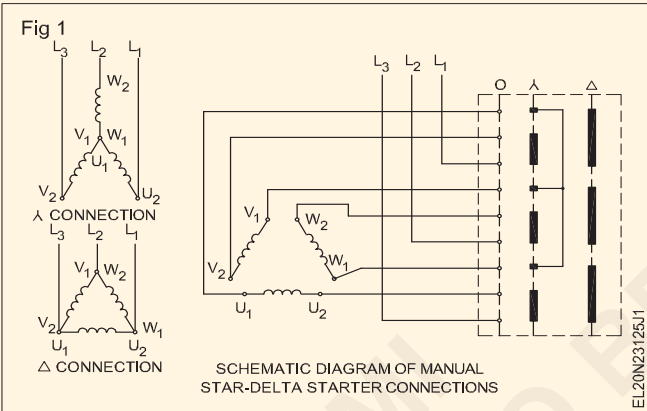 Fig 1
L3 L2 L1
W2
V1 W1
U1
V2 U2
⅄ CONNECTION
L3 L2 L1
V1 W2
V2 W1
U1 U2
△ CONNECTION
L3 L2 L1
O ⅄ △
V1 W2
V2 W1
U1 U2
SCHEMATIC DIAGRAM OF MANUAL
STAR-DELTA STARTER CONNECTIONS
EL20N23125J1